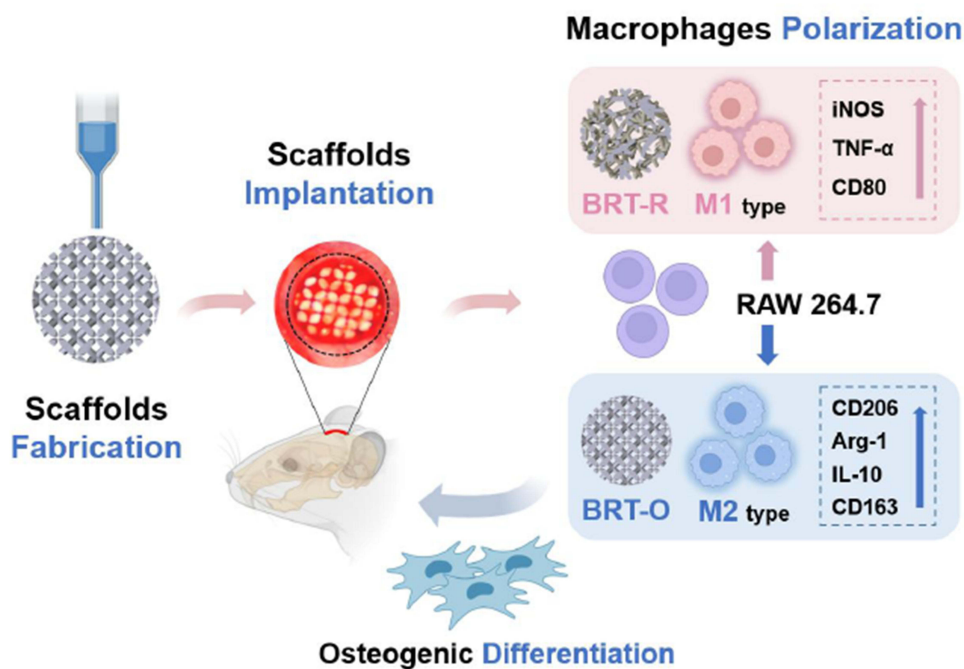 Macrophages Polarization
Scaffolds
Implantation
Scaffolds
Fabrication
iNOS
TNF-α
CD80
BRT-R M1 type
RAW 264.7
CD206
Arg-1
IL-10
CD163
BRT-O M2 type
Osteogenic Differentiation